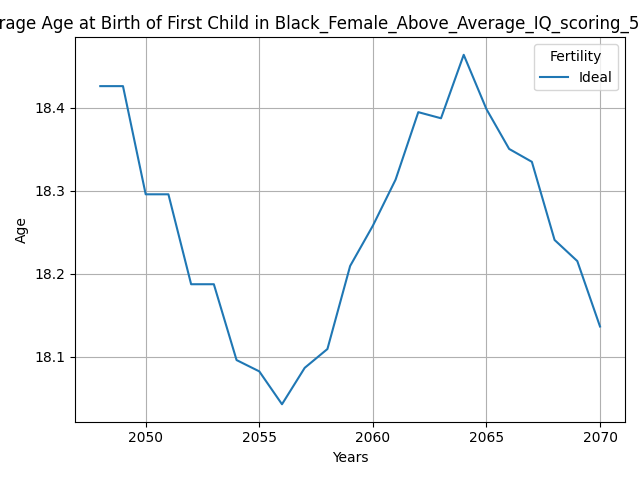 rage Age at Birth of First Child in Black_Female_Above_Average_IQ_scoring_5
Fertility
Ideal
18.4
18.3
18.2
18.1
Age
2050 2055 2060 2065 2070
Years